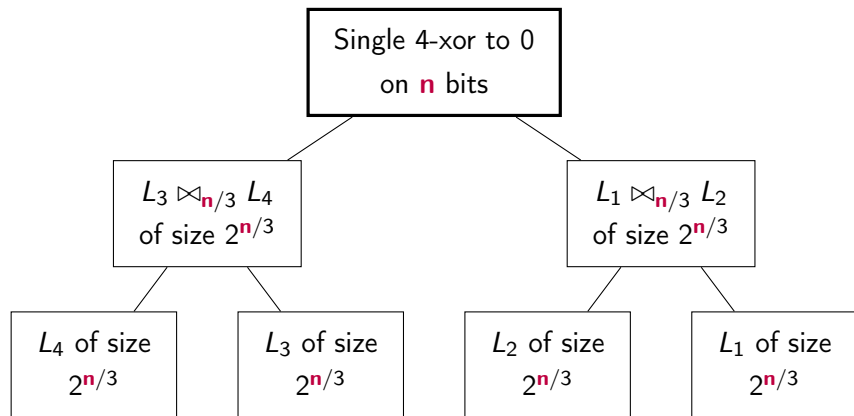 Single 4-xor to 0
on n bits
L₃ ⋈ₙ/₃ L₄
of size 2ⁿ/³
L₁ ⋈ₙ/₃ L₂
of size 2ⁿ/³
L₄ of size
2ⁿ/³
L₃ of size
2ⁿ/³
L₂ of size
2ⁿ/³
L₁ of size
2ⁿ/³